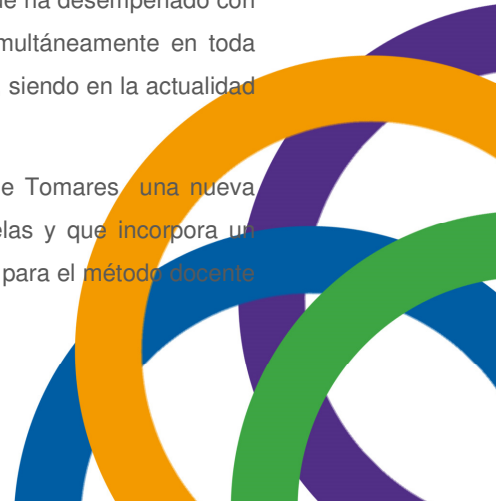 e ha desempeñado con
multáneamente en toda
siendo en la actualidad
e Tomares una nueva
elas y que incorpora un
para el método docente